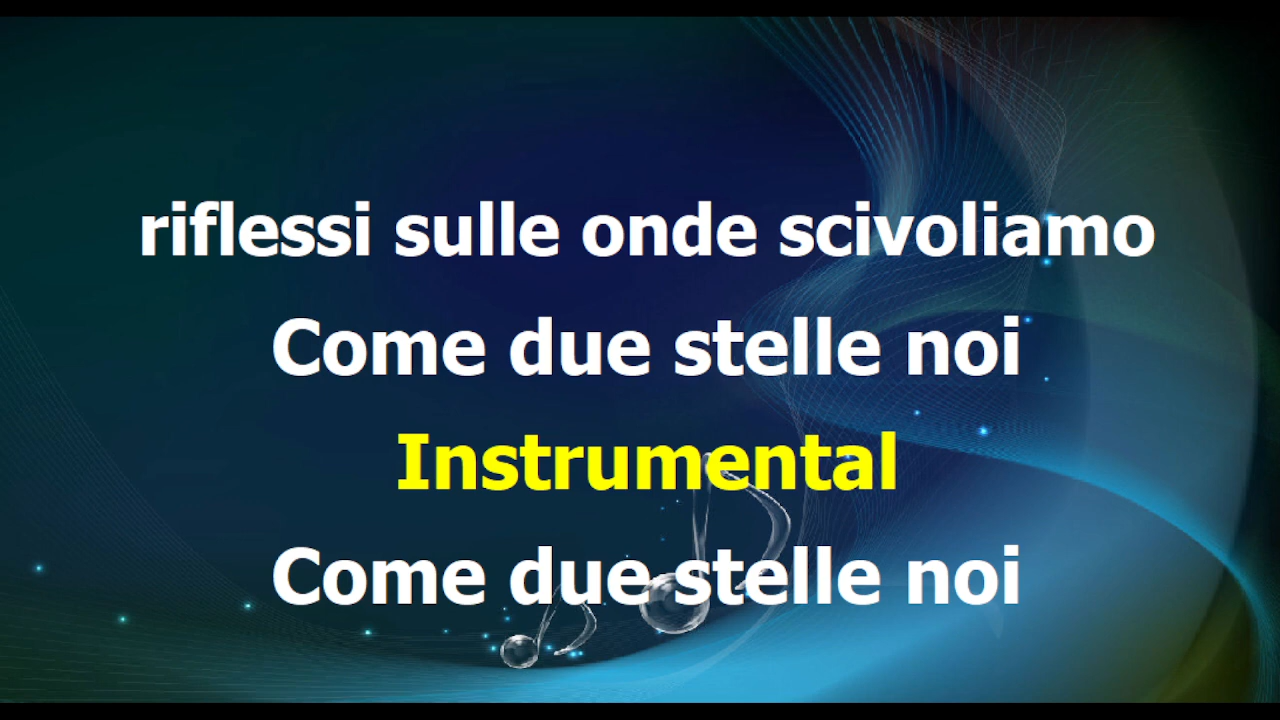 riflessi sulle onde scivoliamo
Come due stelle noi
Instrumental
Come due stelle noi